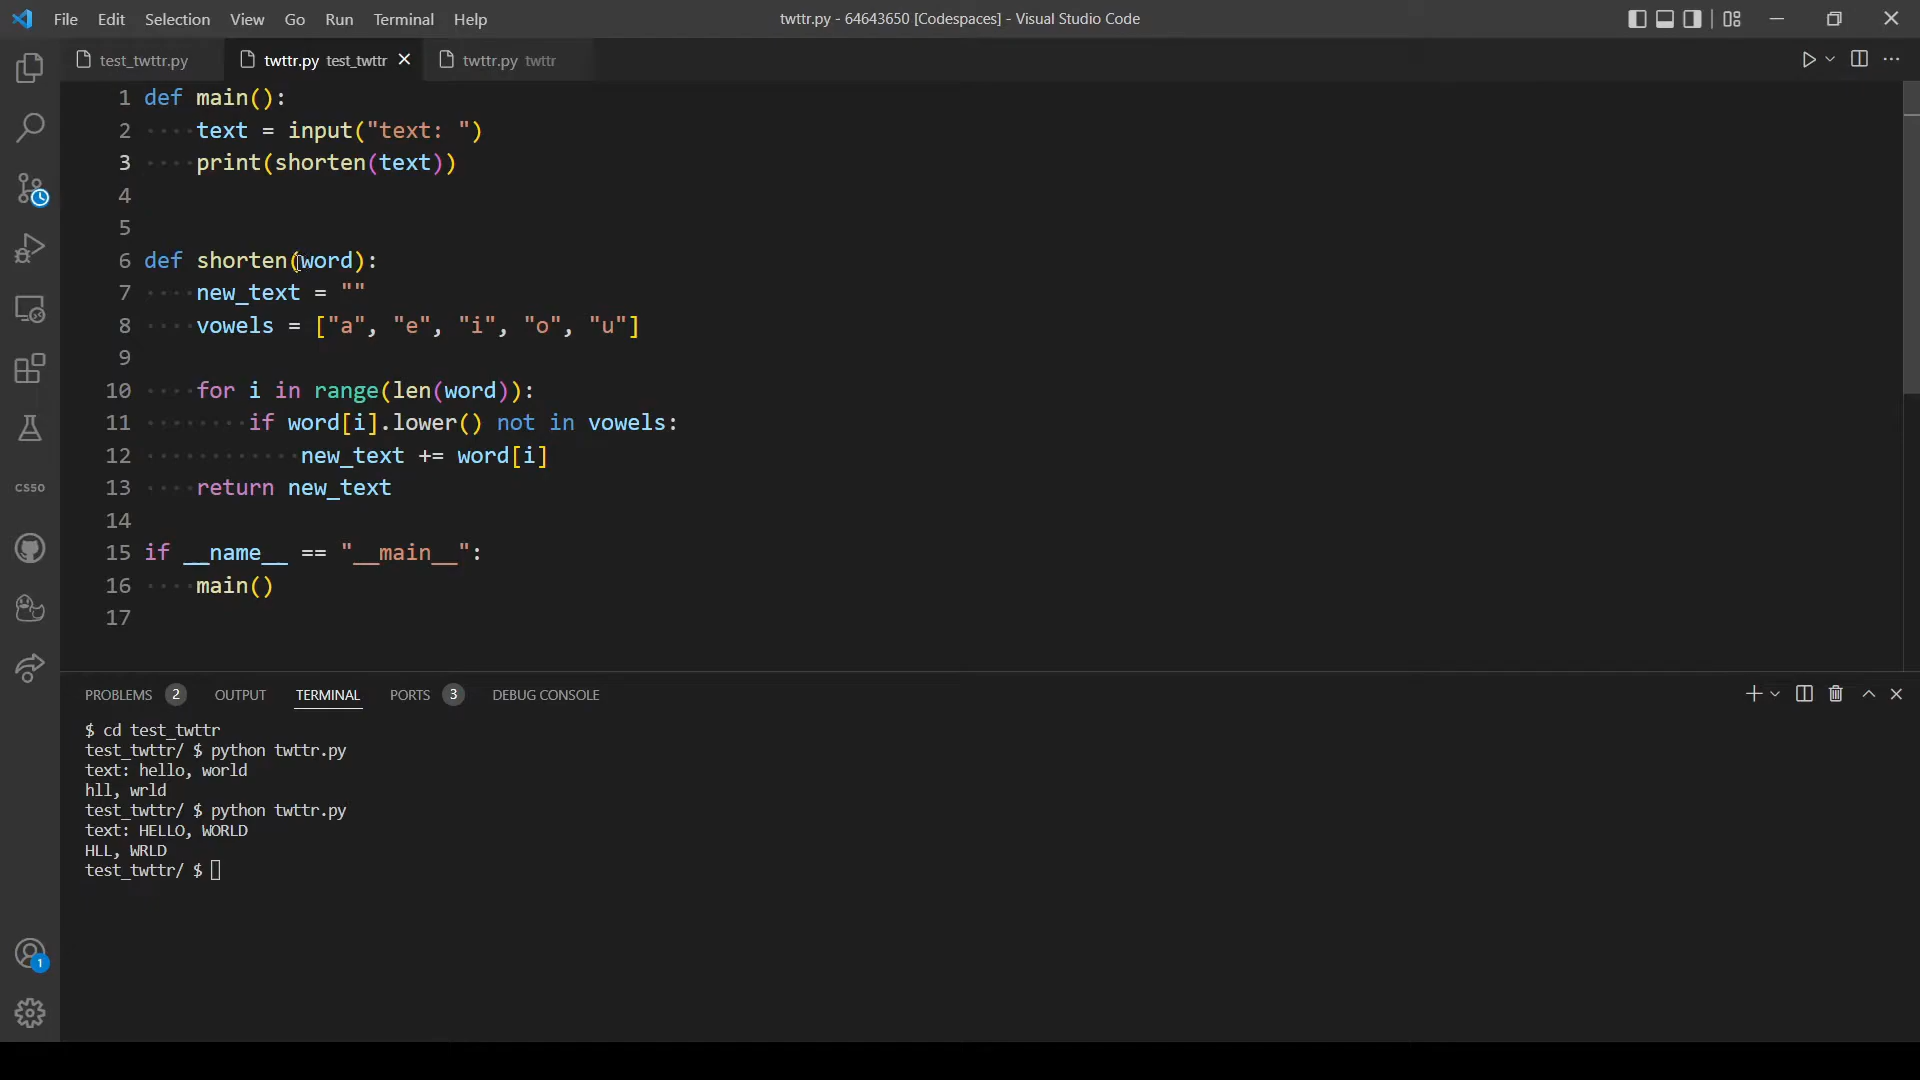 File Edit Selection View Go Run Terminal Help twttr.py - 64643650 [Codespaces] - Visual Studio Code
test_twttr.py twttr.py test_twttr twttr.py twttr
1 def main():
2 text = input("text: ")
3 print(shorten(text))
4
5
6 def shorten(word):
7 new_text = ""
8 vowels = ["a", "e", "i", "o", "u"]
9
10 for i in range(len(word)):
11 if word[i].lower() not in vowels:
12 new_text += word[i]
13 return new_text
14
15 if __name__ == "__main__":
16 main()
17
CS50
PROBLEMS 2 OUTPUT TERMINAL PORTS 3 DEBUG CONSOLE
$ cd test_twttr
test_twttr/ $ python twttr.py
text: hello, world
hll, wrld
test_twttr/ $ python twttr.py
text: HELLO, WORLD
HLL, WRLD
test_twttr/ $
1